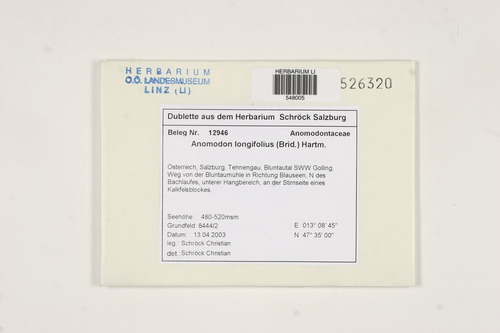 HERBARIUM
O.Ö. LANDESMUSEUM
LINZ (LI)
HERBARIUM LI
548005
526320
Dublette aus dem Herbarium Schröck Salzburg
Beleg Nr. 12946 Anomodontaceae
Anomodon longifolius (Brid.) Hartm.
Österreich, Salzburg, Tennengau, Bluntautal SWW Golling,
Weg von der Bluntaumühle in Richtung Blauseen, N des
Bachlaufes, unterer Hangbereich, an der Stirnseite eines
Kalkfelsblockes.
Seehöhe: 480-520msm
Grundfeld: 8444/2 E 013° 08' 45"
Datum: 13.04.2003 N 47° 35' 00"
leg.: Schröck Christian
det.: Schröck Christian